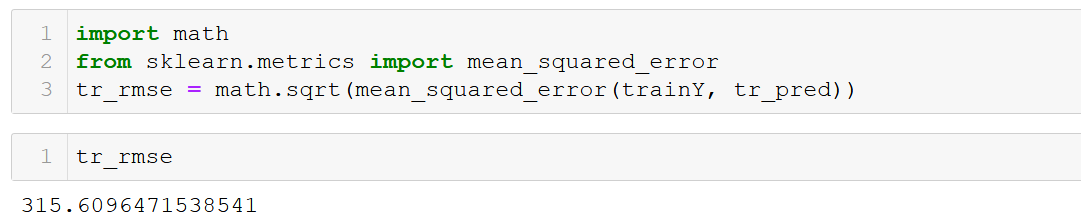 1 import math
2 from sklearn.metrics import mean_squared_error
3 tr_rmse = math.sqrt(mean_squared_error(trainY, tr_pred))
1 tr_rmse
315.6096471538541